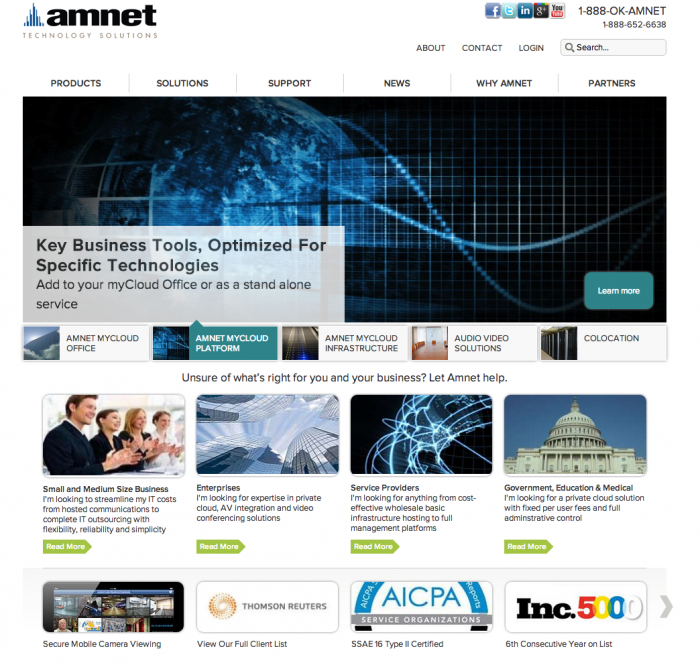 amnet
TECHNOLOGY SOLUTIONS
1-888-OK-AMNET
1-888-652-6638
ABOUT CONTACT LOGIN Search...
PRODUCTS SOLUTIONS SUPPORT NEWS WHY AMNET PARTNERS
Key Business Tools, Optimized For
Specific Technologies
Add to your myCloud Office or as a stand alone
service
Learn more
AMNET MYCLOUD
OFFICE
AMNET MYCLOUD
PLATFORM
AMNET MYCLOUD
INFRASTRUCTURE
AUDIO VIDEO
SOLUTIONS
COLOCATION
Unsure of what's right for you and your business? Let Amnet help.
Small and Medium Size Business
I'm looking to streamline my IT costs
from hosted communications to
complete IT outsourcing with
flexibility, reliability and simplicity
Read More
Enterprises
I'm looking for expertise in private
cloud, AV integration and video
conferencing solutions
Read More
Service Providers
I'm looking for anything from cost-
effective wholesale basic
infrastructure hosting to full
management platforms
Read More
Government, Education & Medical
I'm looking for a private cloud solution
with fixed per user fees and full
adminstrative control
Read More
Secure Mobile Camera Viewing
THOMSON REUTERS
View Our Full Client List
AICPA
SERVICE ORGANIZATIONS
Reports
SSAE 16 Type II Certified
Inc.5000
6th Consecutive Year on List